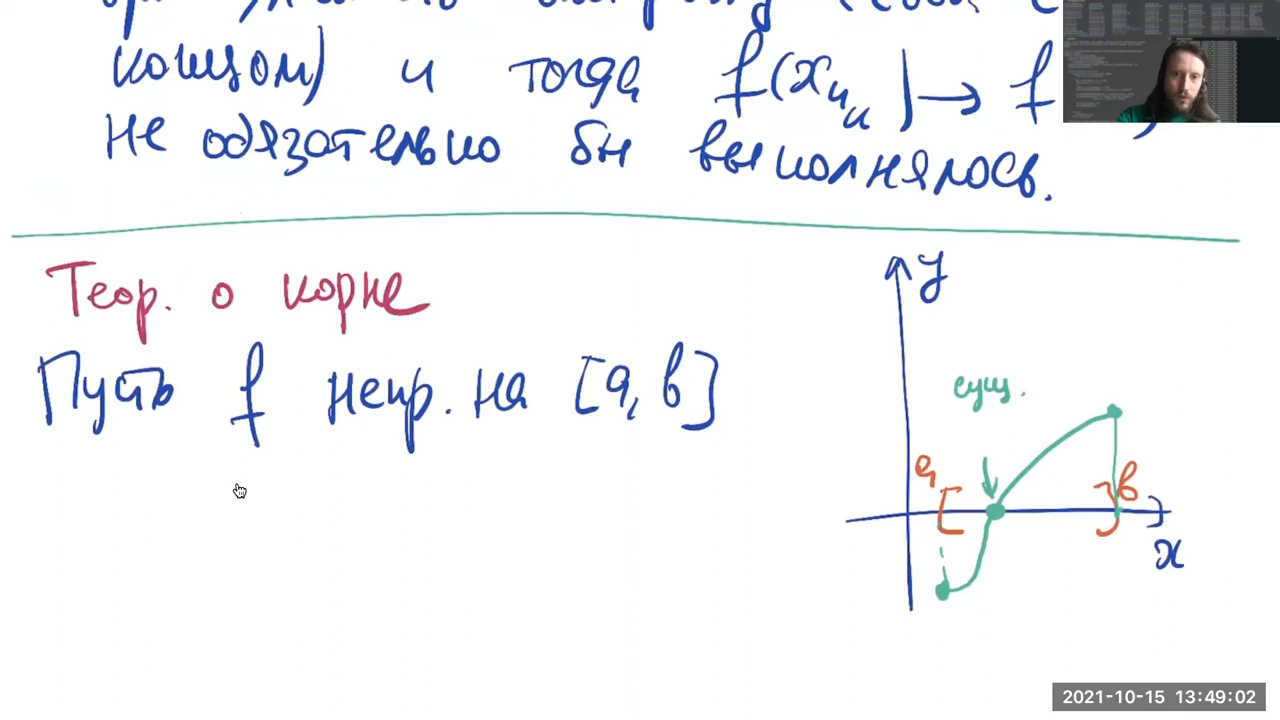 концом) и тогда f(x_{n_k}) → f
не обязательно бы выполнялось.
Теор. о корне
Пусть f непр. на [a, b]
y
сущ.
a
b
x
2021-10-15 13:49:02